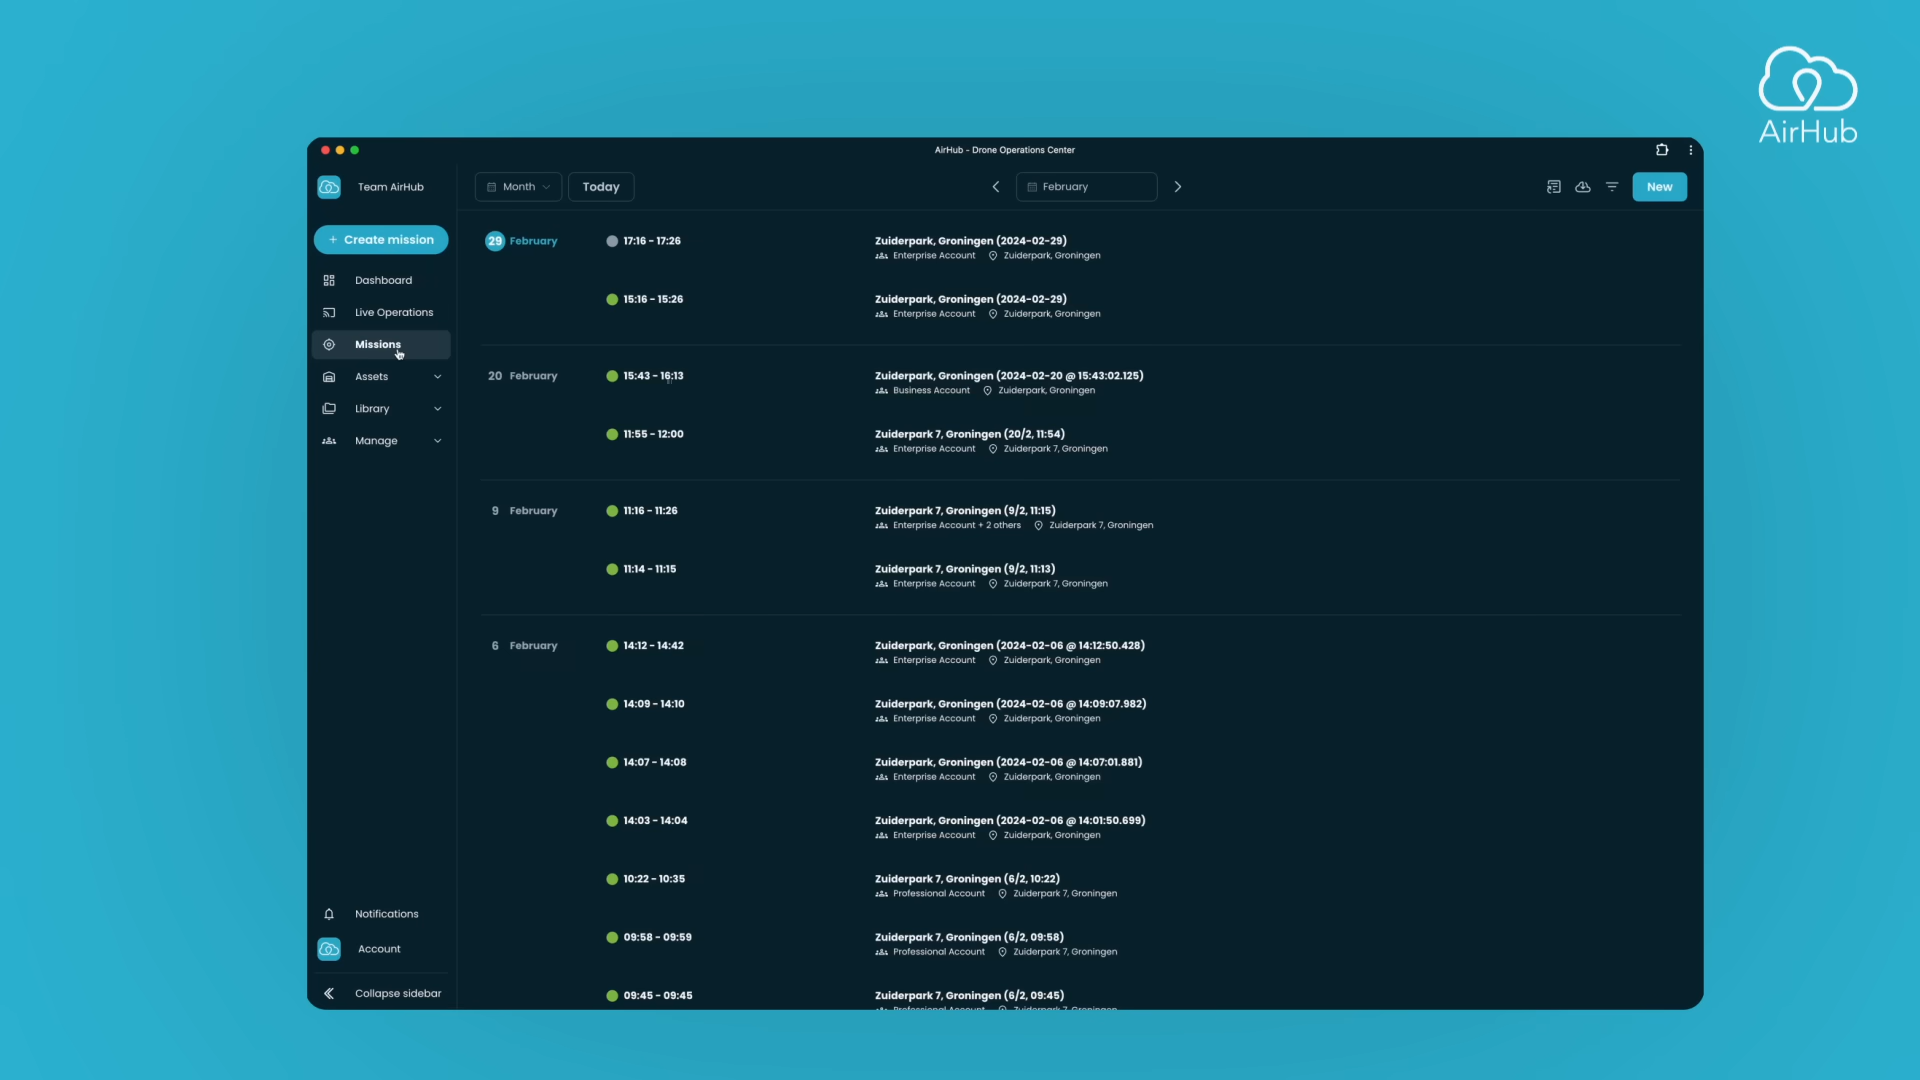 AirHub
AirHub - Drone Operations Center
Team AirHub
Month
Today
February
New
+ Create mission
Dashboard
Live Operations
Missions
Assets
Library
Manage
29 February
17:16 - 17:26
Zuiderpark, Groningen (2024-02-29)
Enterprise Account Zuiderpark, Groningen
15:16 - 15:26
Zuiderpark, Groningen (2024-02-29)
Enterprise Account Zuiderpark, Groningen
20 February
15:43 - 16:13
Zuiderpark, Groningen (2024-02-20 @ 15:43:02.125)
Business Account Zuiderpark, Groningen
11:55 - 12:00
Zuiderpark 7, Groningen (20/2, 11:54)
Enterprise Account Zuiderpark 7, Groningen
9 February
11:16 - 11:26
Zuiderpark 7, Groningen (9/2, 11:15)
Enterprise Account + 2 others Zuiderpark 7, Groningen
11:14 - 11:15
Zuiderpark 7, Groningen (9/2, 11:13)
Enterprise Account Zuiderpark 7, Groningen
6 February
14:12 - 14:42
Zuiderpark, Groningen (2024-02-06 @ 14:12:50.428)
Enterprise Account Zuiderpark, Groningen
14:09 - 14:10
Zuiderpark, Groningen (2024-02-06 @ 14:09:07.982)
Enterprise Account Zuiderpark, Groningen
14:07 - 14:08
Zuiderpark, Groningen (2024-02-06 @ 14:07:01.881)
Enterprise Account Zuiderpark, Groningen
14:03 - 14:04
Zuiderpark, Groningen (2024-02-06 @ 14:01:50.699)
Enterprise Account Zuiderpark, Groningen
10:22 - 10:35
Zuiderpark 7, Groningen (6/2, 10:22)
Professional Account Zuiderpark 7, Groningen
09:58 - 09:59
Zuiderpark 7, Groningen (6/2, 09:58)
Professional Account Zuiderpark 7, Groningen
09:45 - 09:45
Zuiderpark 7, Groningen (6/2, 09:45)
Professional Account Zuiderpark 7, Groningen
Notifications
Account
Collapse sidebar